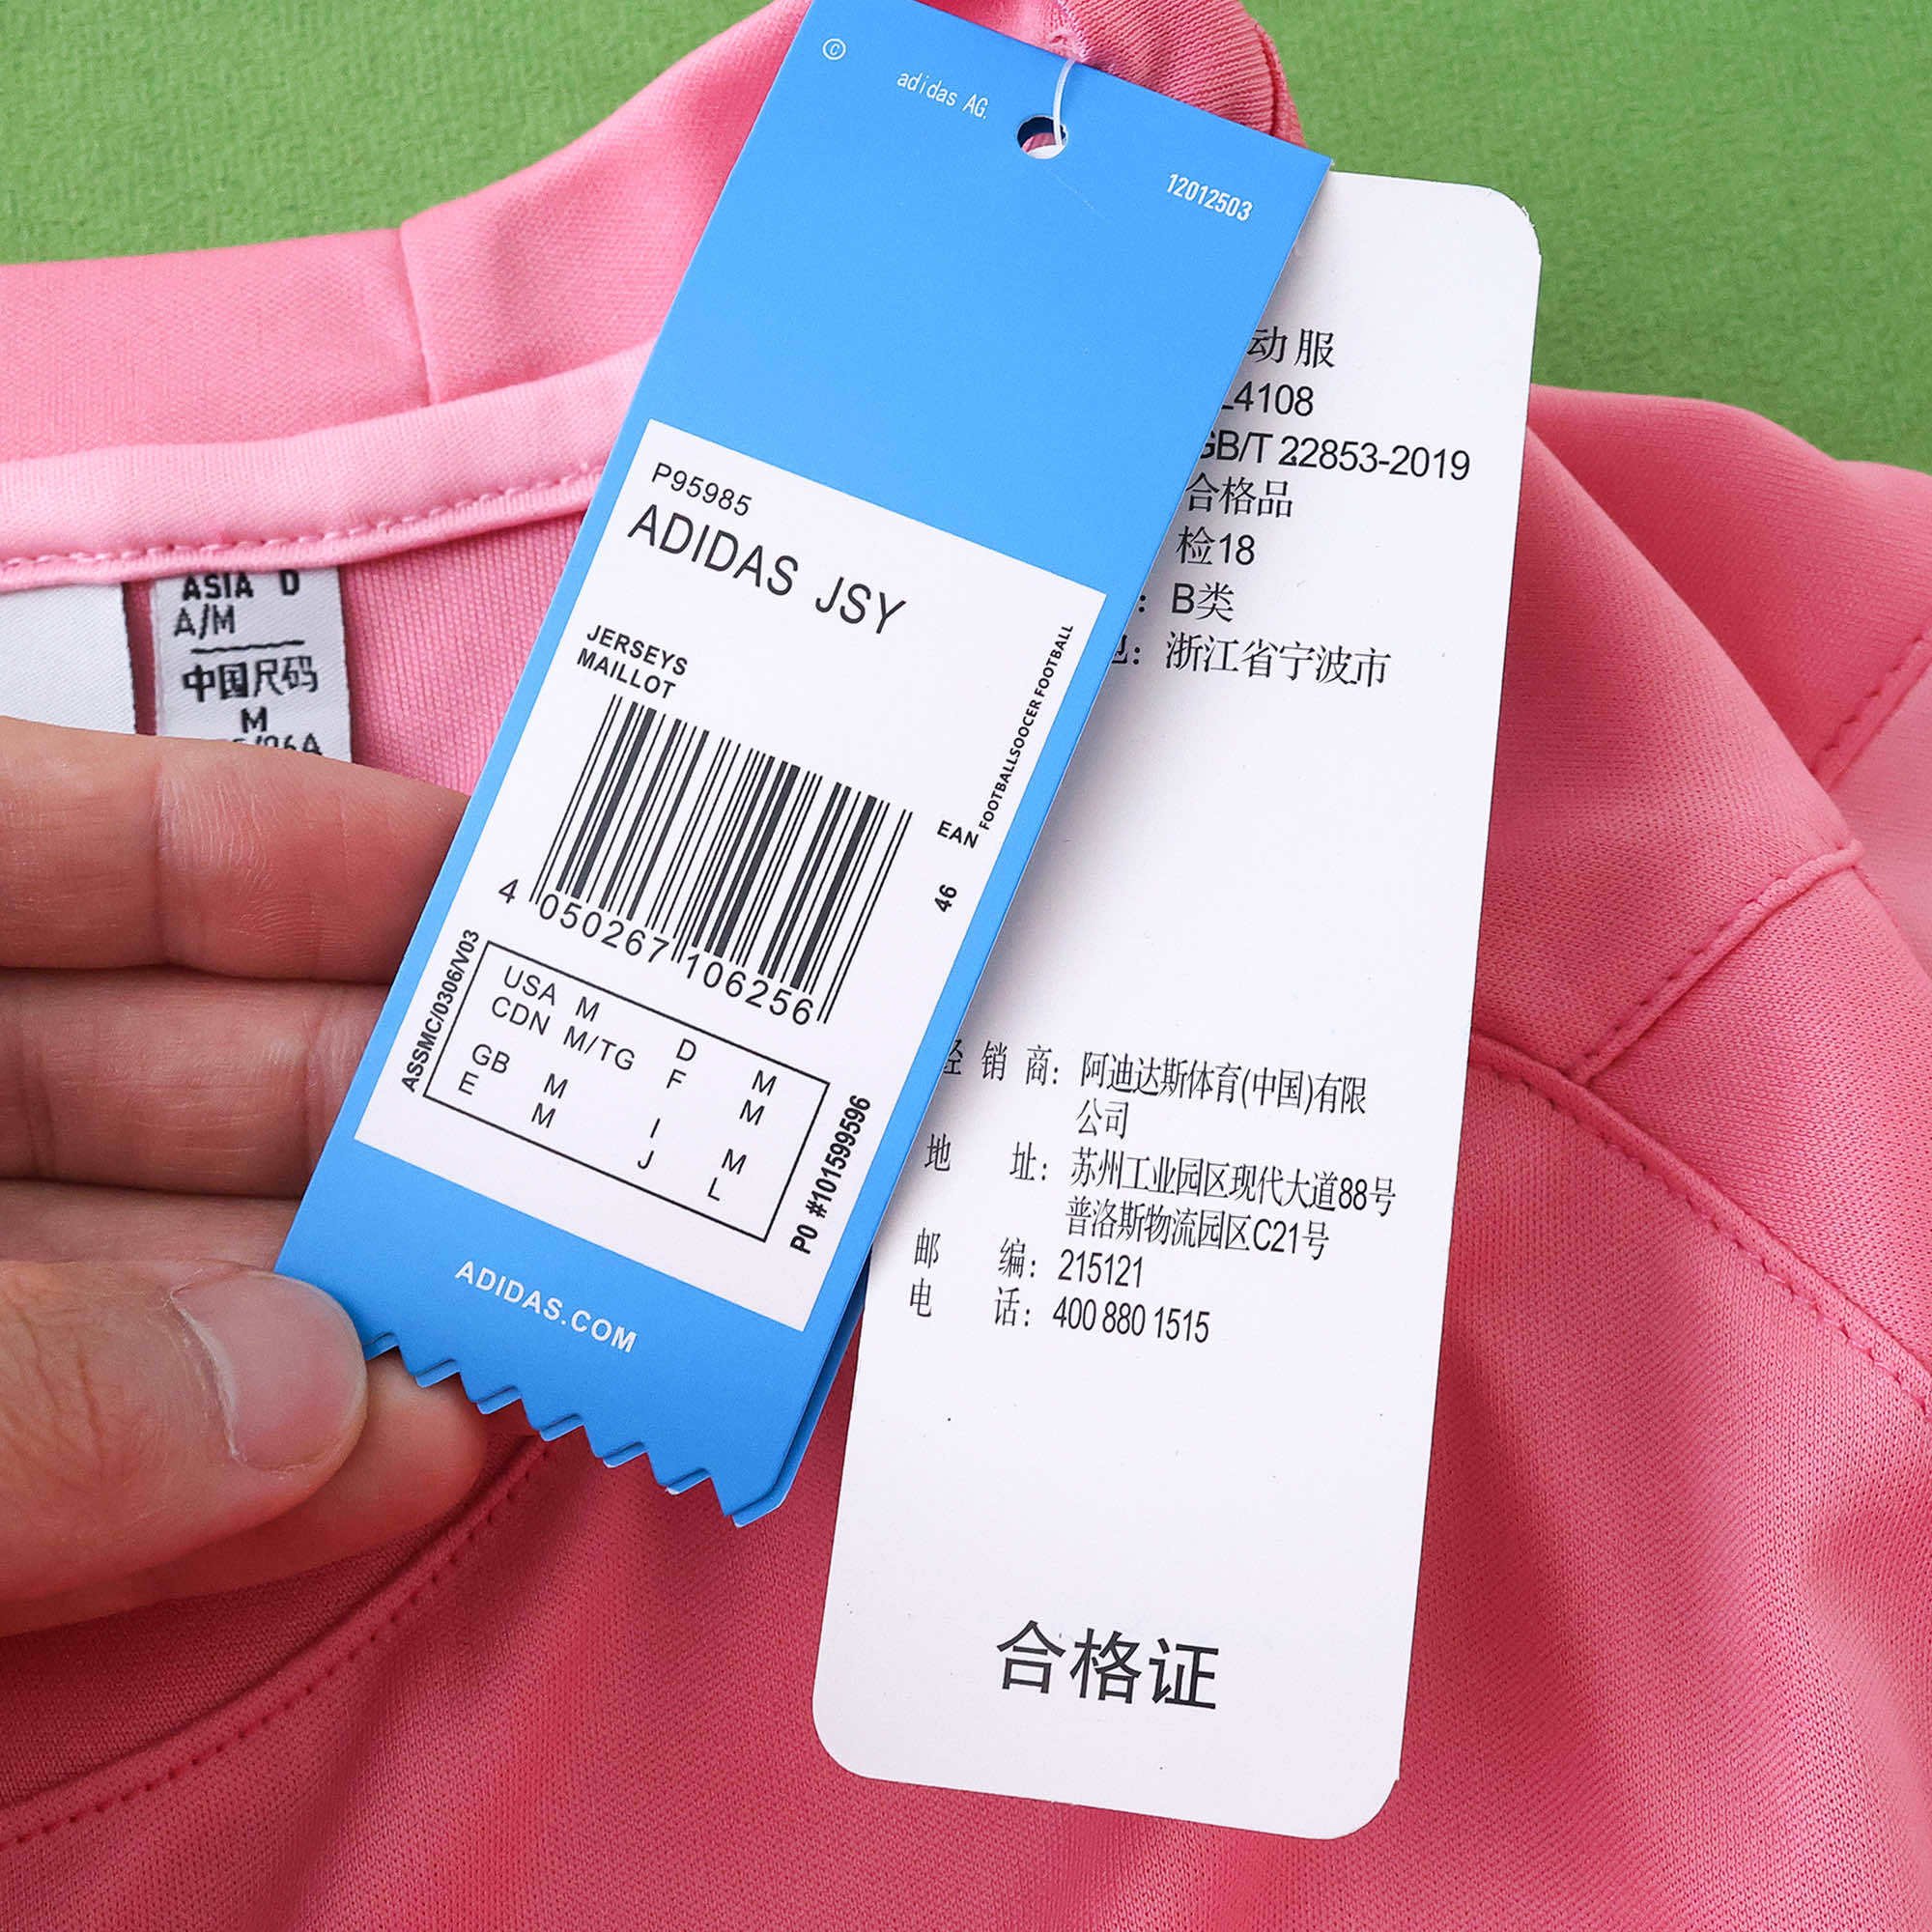 © adidas AG.
12012503
P95985
ADIDAS JSY
JERSEYS
MAILLOT
FOOTBALLSOCCER FOOTBALL
EAN
46
4 050267 106256
ASSMC/0306/V03
USA M D M
CDN M/TG F M
GB M I M
E M J L
PO #101599596
ADIDAS.COM
ASIA D
A/M
中国尺码
M
动服
4108
GB/T 22853-2019
合格品
检18
: B类
: 浙江省宁波市
经销商: 阿迪达斯体育(中国)有限
公司
地址: 苏州工业园区现代大道88号
普洛斯物流园区C21号
邮编: 215121
电话: 400 880 1515
合格证